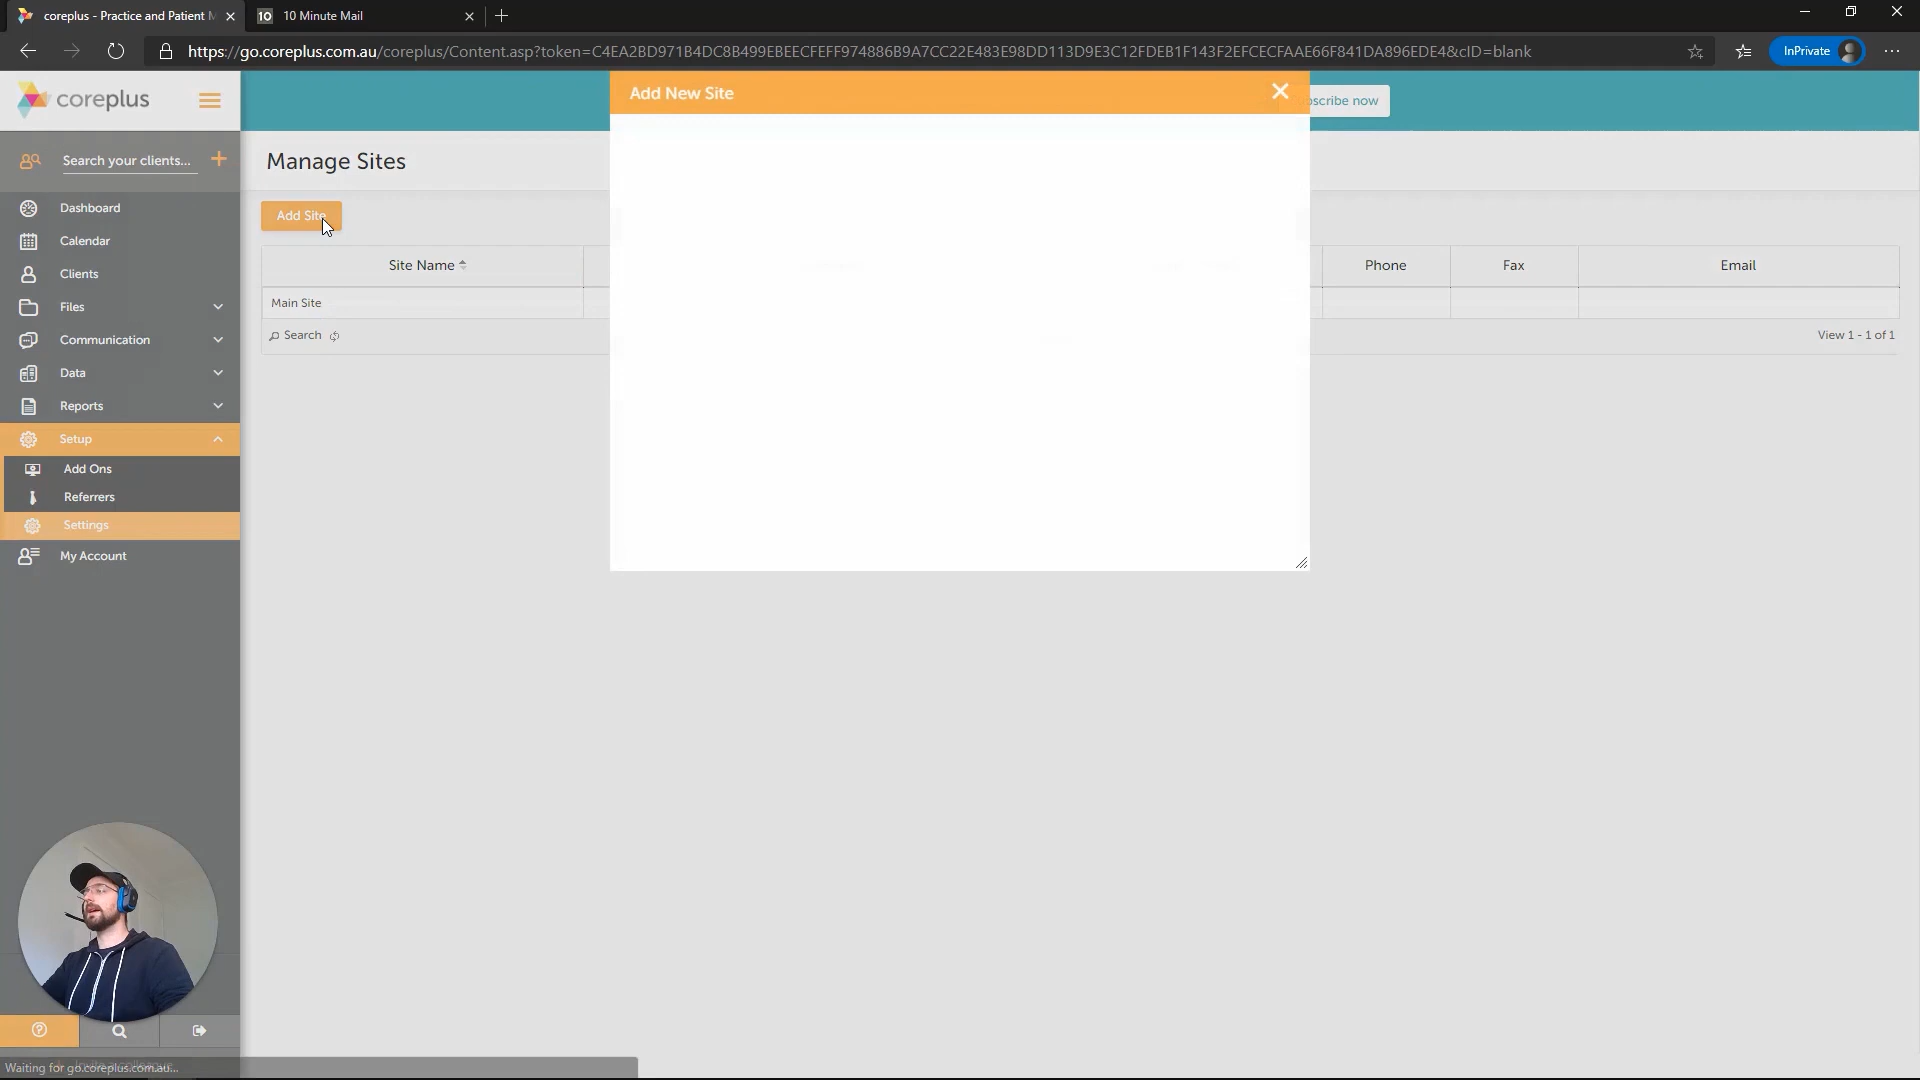 coreplus - Practice and Patient M
10 10 Minute Mail
https://go.coreplus.com.au/coreplus/Content.asp?token=C4EA2BD971B4DC8B499EBEECFEFF974886B9A7CC22E483E98DD113D9E3C12FDEB1F143F2EFCECFAAE66F841DA896EDE4&cID=blank
InPrivate
coreplus
Add New Site
scribe now
Search your clients...
Manage Sites
Dashboard
Calendar
Clients
Files
Communication
Data
Reports
Setup
Add Ons
Referrers
Settings
My Account
Add Site
Site Name
Phone
Fax
Email
Main Site
Search
View 1 - 1 of 1
Invite a colleague
Waiting for go.coreplus.com.au...